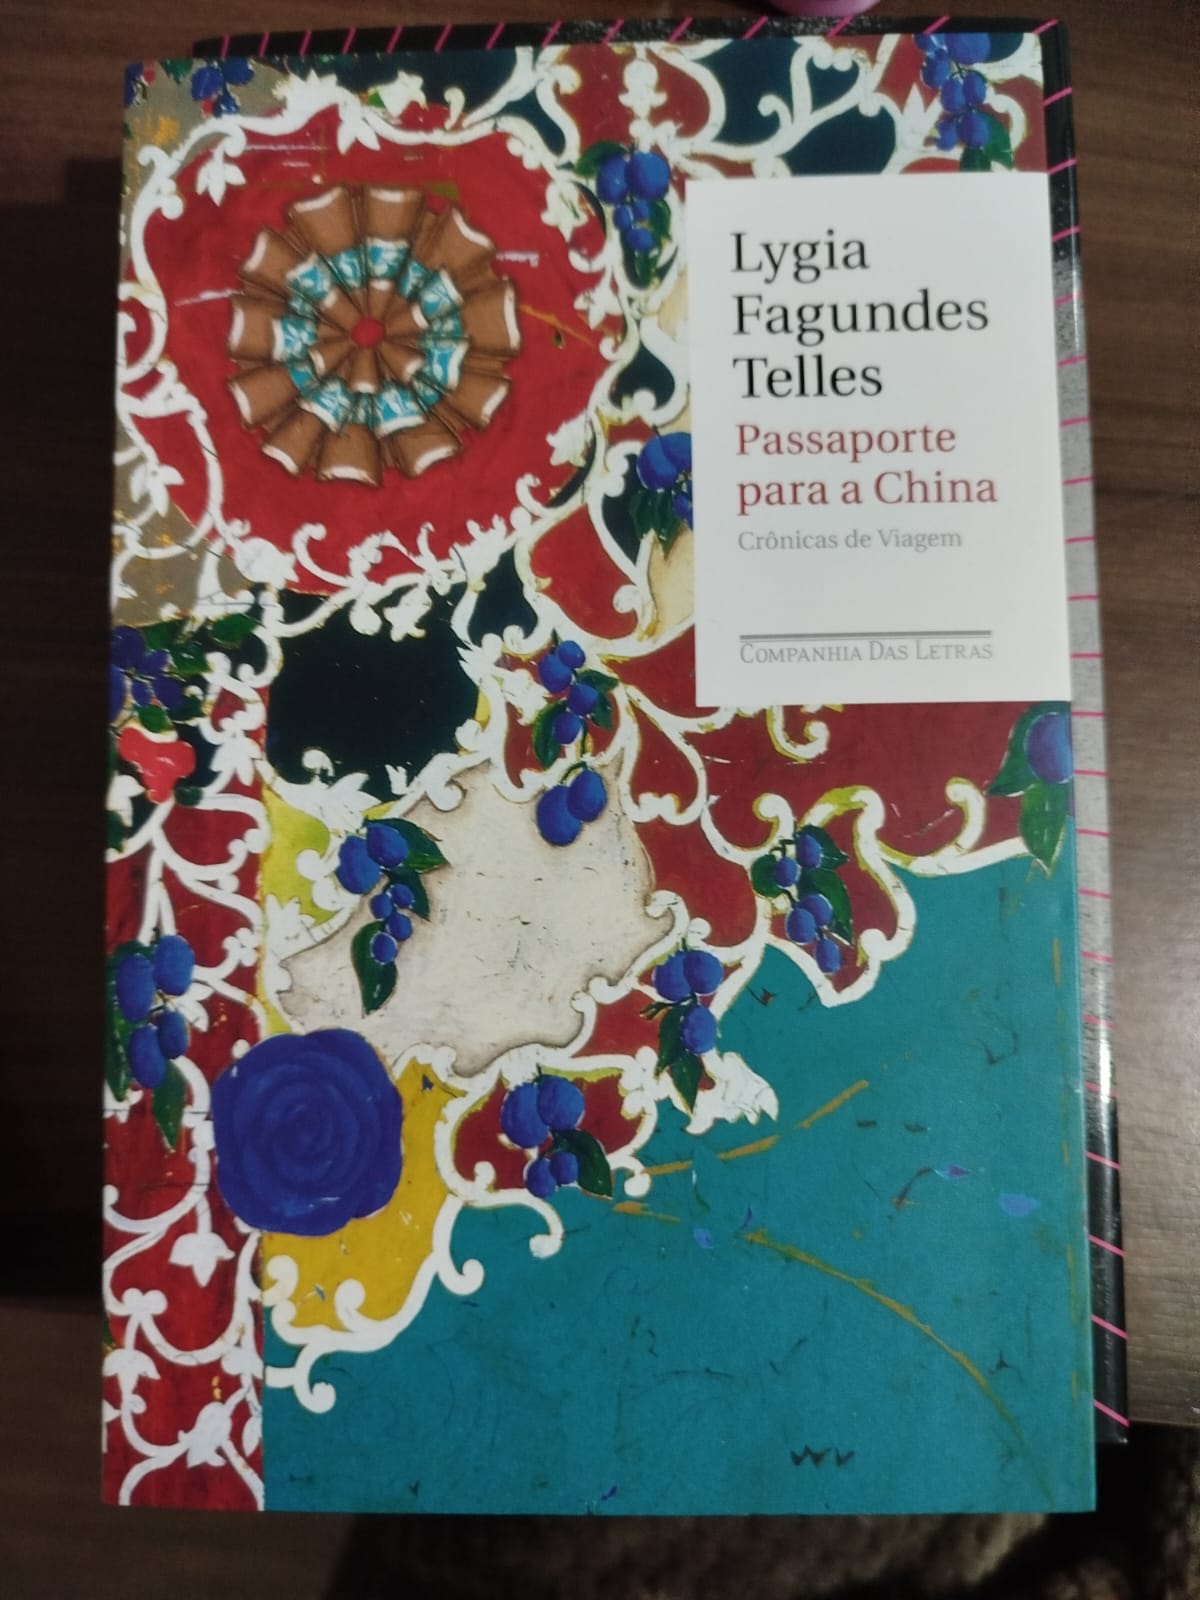 Lygia
Fagundes
Telles
Passaporte
para a China
Crônicas de Viagem
COMPANHIA DAS LETRAS